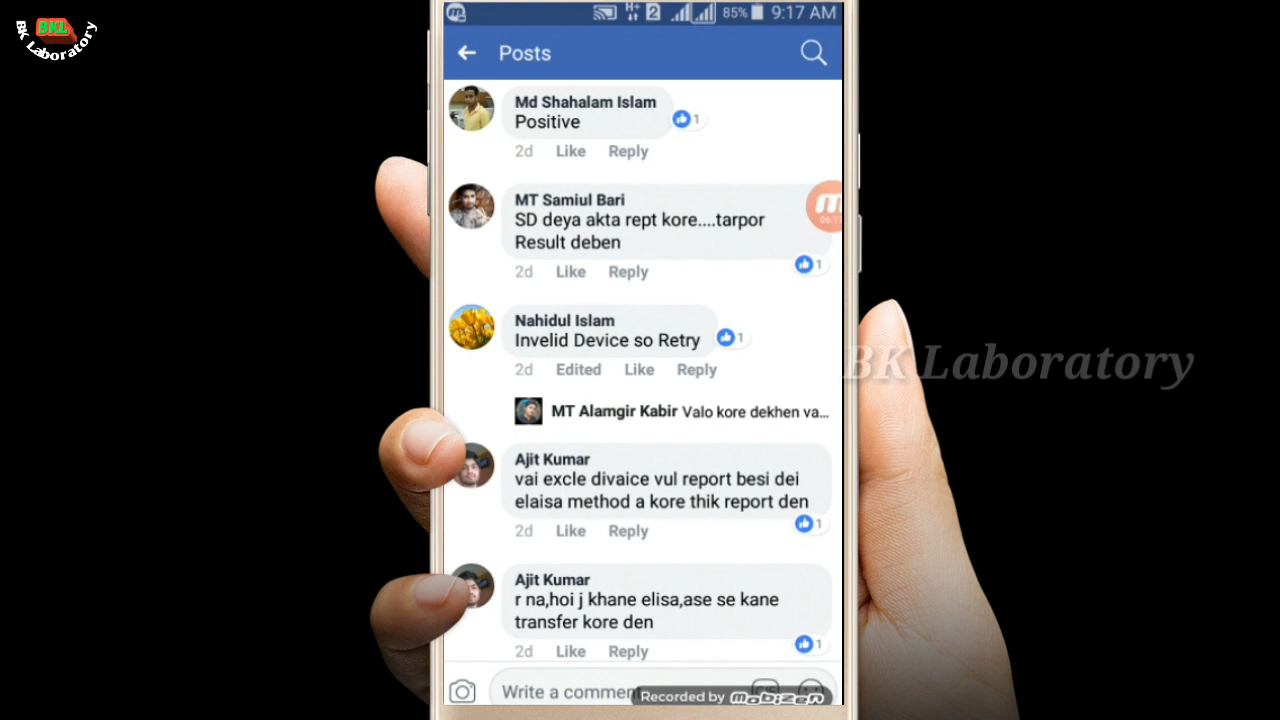 BKL
BK Laboratory
2
85%
9:17 AM
Posts
Md Shahalam Islam
Positive
1
2d Like Reply
MT Samiul Bari
SD deya akta rept kore....tarpor
Result deben
06:1
1
2d Like Reply
Nahidul Islam
Invelid Device so Retry
1
2d Edited Like Reply
MT Alamgir Kabir Valo kore dekhen va...
Ajit Kumar
vai excle divaice vul report besi dei
elaisa method a kore thik report den
1
2d Like Reply
Ajit Kumar
r na,hoi j khane elisa,ase se kane
transfer kore den
1
2d Like Reply
Write a comment
Recorded by mobizen
BK Laboratory